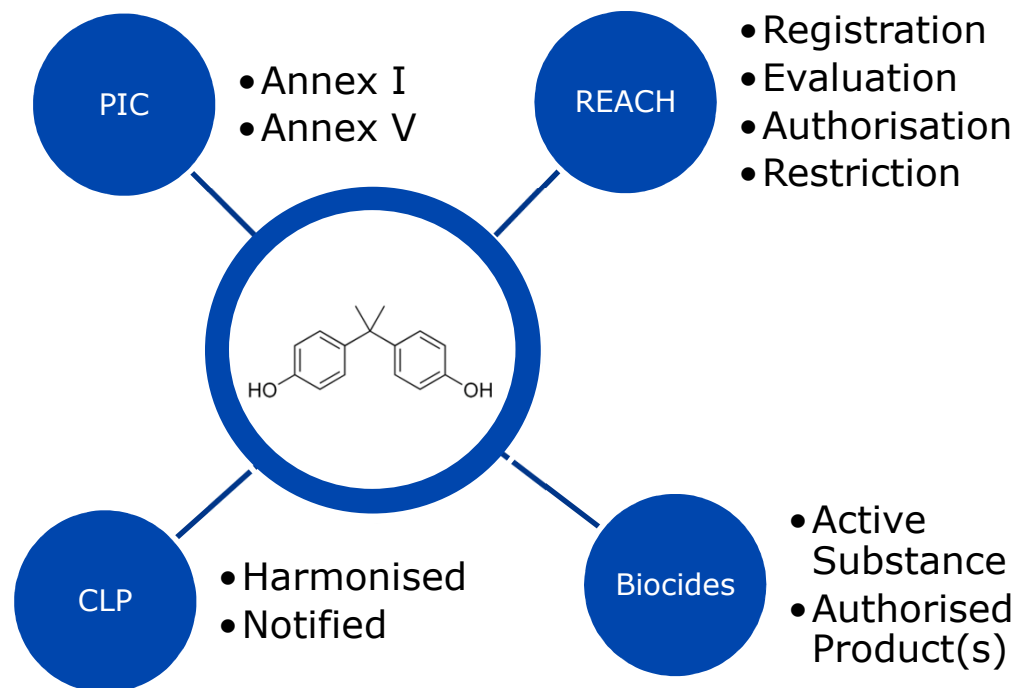 PIC
• Annex I
• Annex V
REACH
• Registration
• Evaluation
• Authorisation
• Restriction
HO
OH
CLP
• Harmonised
• Notified
Biocides
• Active
Substance
• Authorised
Product(s)